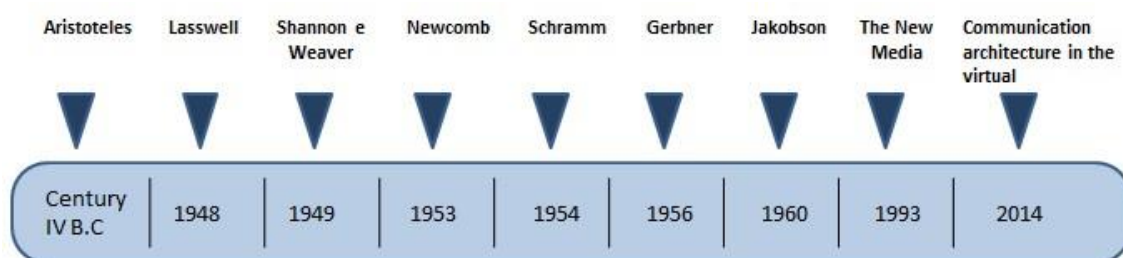 Aristoteles
Lasswell
Shannon e
Weaver
Newcomb
Schramm
Gerbner
Jakobson
The New
Media
Communication
architecture in the
virtual
Century
IV B.C
1948
1949
1953
1954
1956
1960
1993
2014